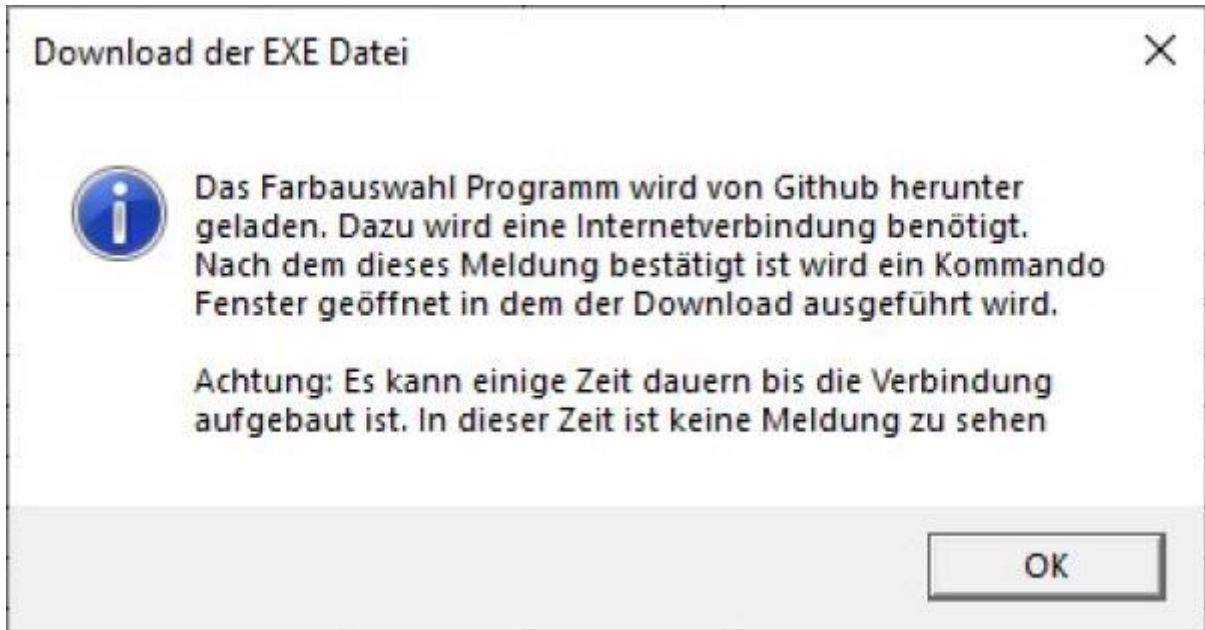 Download der EXE Datei
Das Farbauswahl Programm wird von Github herunter
geladen. Dazu wird eine Internetverbindung benötigt.
Nach dem dieses Meldung bestätigt ist wird ein Kommando
Fenster geöffnet in dem der Download ausgeführt wird.
Achtung: Es kann einige Zeit dauern bis die Verbindung
aufgebaut ist. In dieser Zeit ist keine Meldung zu sehen
OK